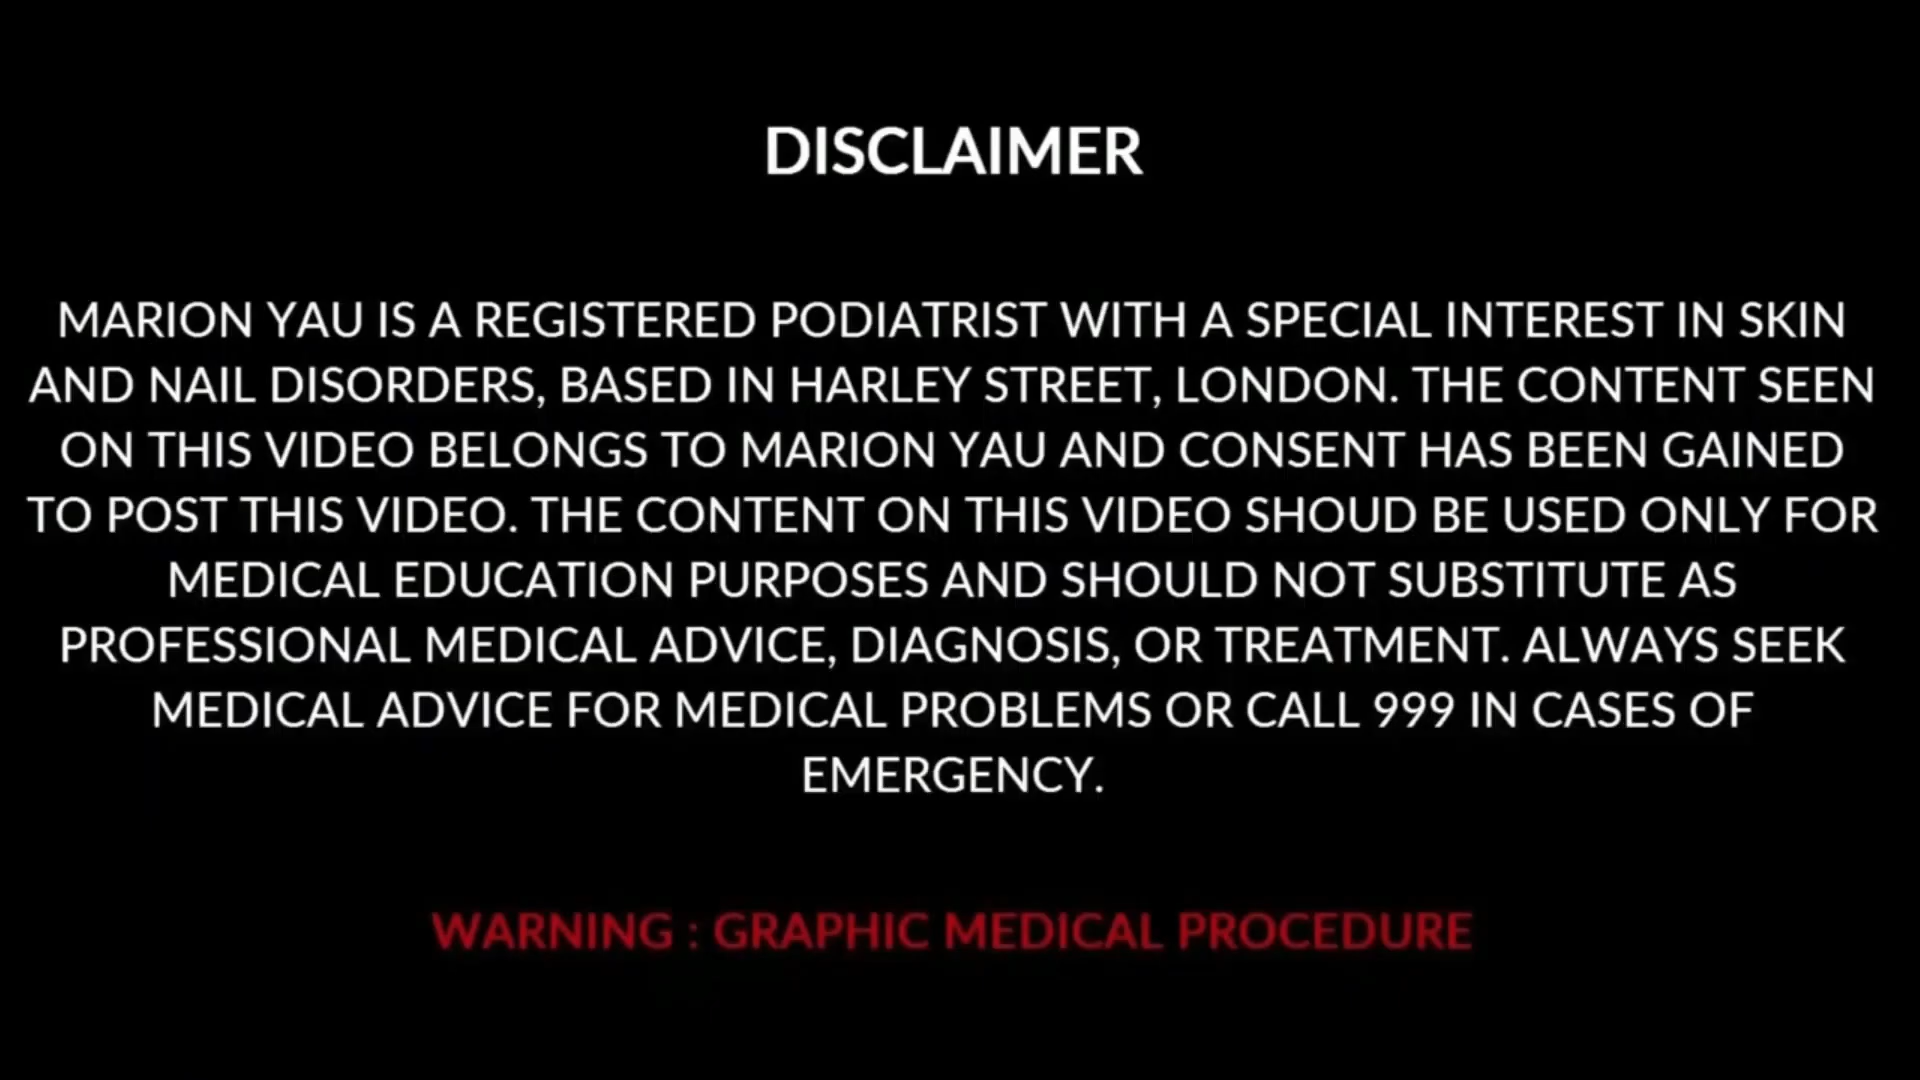 DISCLAIMER
MARION YAU IS A REGISTERED PODIATRIST WITH A SPECIAL INTEREST IN SKIN
AND NAIL DISORDERS, BASED IN HARLEY STREET, LONDON. THE CONTENT SEEN
ON THIS VIDEO BELONGS TO MARION YAU AND CONSENT HAS BEEN GAINED
TO POST THIS VIDEO. THE CONTENT ON THIS VIDEO SHOUD BE USED ONLY FOR
MEDICAL EDUCATION PURPOSES AND SHOULD NOT SUBSTITUTE AS
PROFESSIONAL MEDICAL ADVICE, DIAGNOSIS, OR TREATMENT. ALWAYS SEEK
MEDICAL ADVICE FOR MEDICAL PROBLEMS OR CALL 999 IN CASES OF
EMERGENCY.
WARNING : GRAPHIC MEDICAL PROCEDURE